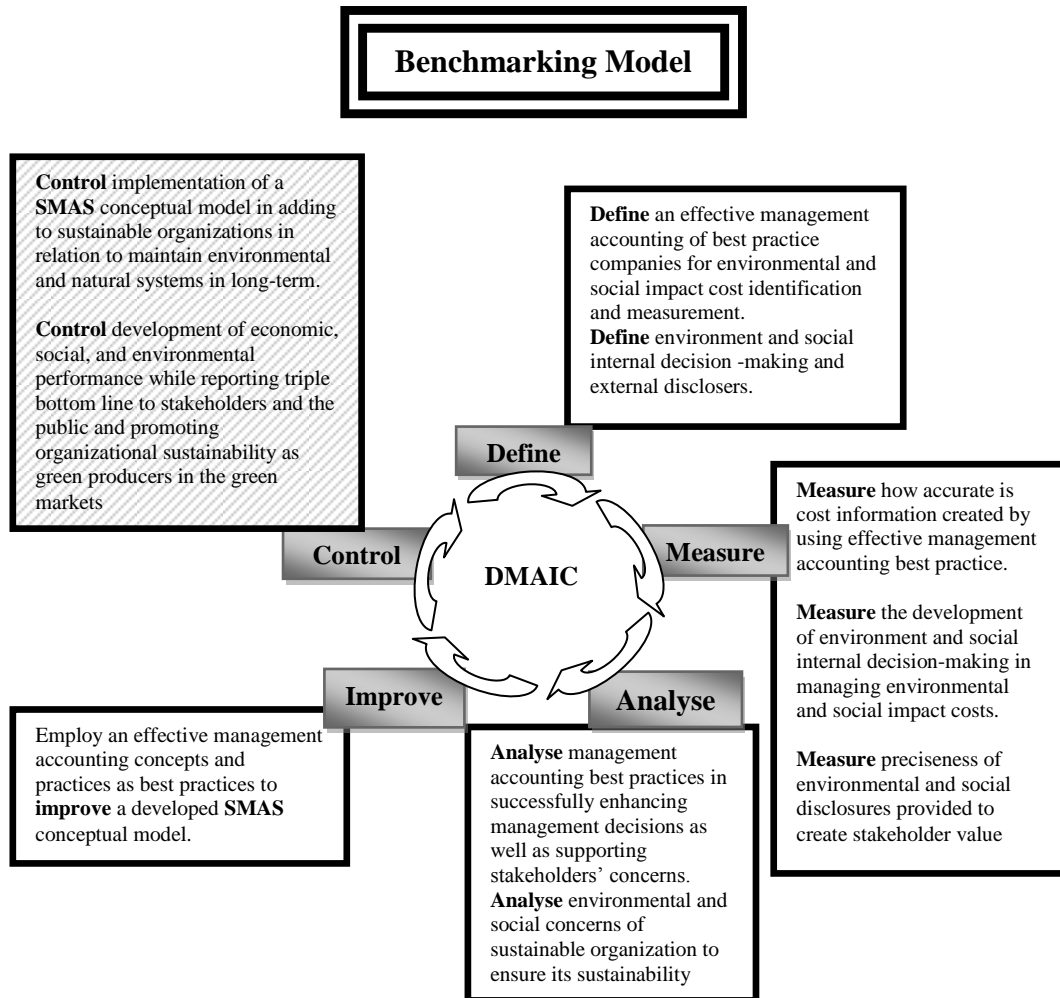 Benchmarking Model
Control implementation of a
SMAS conceptual model in adding
to sustainable organizations in
relation to maintain environmental
and natural systems in long-term.
Control development of economic,
social, and environmental
performance while reporting triple
bottom line to stakeholders and the
public and promoting
organizational sustainability as
green producers in the green
markets
Define an effective management
accounting of best practice
companies for environmental and
social impact cost identification
and measurement.
Define environment and social
internal decision -making and
external disclosers.
Define
Measure how accurate is
cost information created by
using effective management
accounting best practice.
Measure the development
of environment and social
internal decision-making in
managing environmental
and social impact costs.
Measure preciseness of
environmental and social
disclosures provided to
create stakeholder value
Control
Measure
DMAIC
Improve
Analyse
Employ an effective management
accounting concepts and
practices as best practices to
improve a developed SMAS
conceptual model.
Analyse management
accounting best practices in
successfully enhancing
management decisions as
well as supporting
stakeholders’ concerns.
Analyse environmental and
social concerns of
sustainable organization to
ensure its sustainability